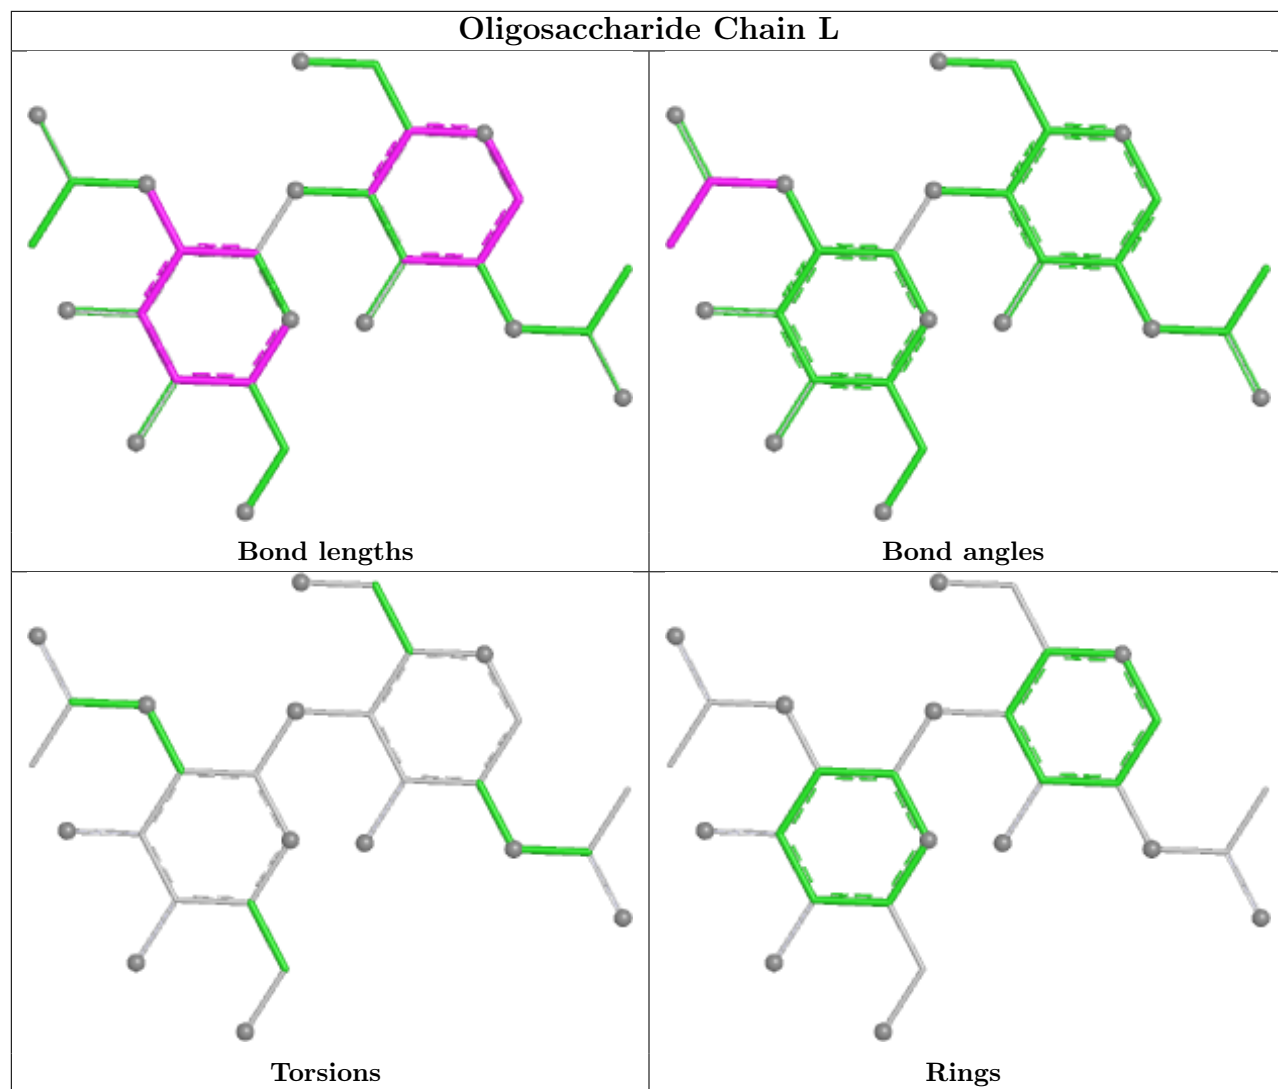 Oligosaccharide Chain L
Bond lengths
Bond angles
Torsions
Rings